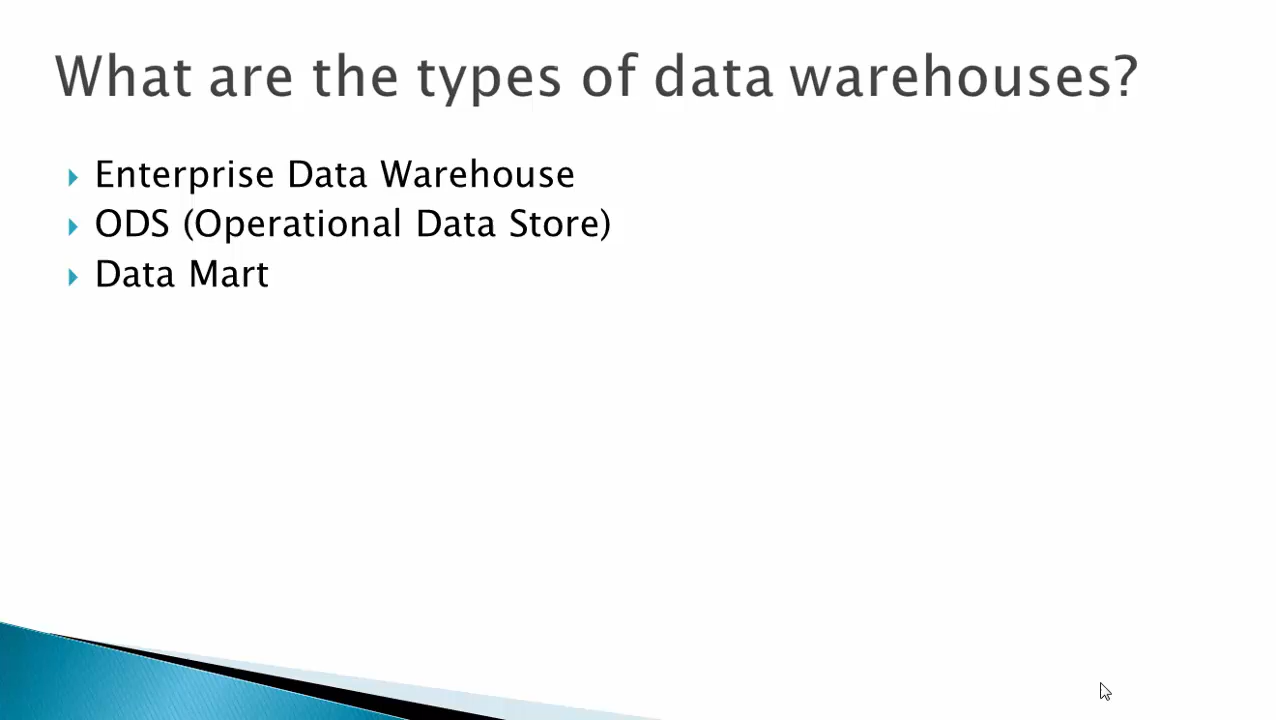 What are the types of data warehouses?
Enterprise Data Warehouse
ODS (Operational Data Store)
Data Mart